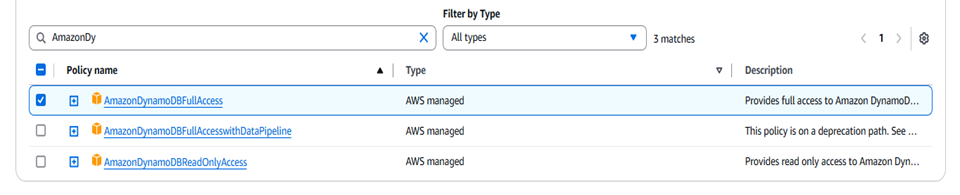 Filter by Type
AmazonDy All types 3 matches 1
Policy name Type Description
AmazonDynamoDBFullAccess AWS managed Provides full access to Amazon DynamoD...
AmazonDynamoDBFullAccesswithDataPipeline AWS managed This policy is on a deprecation path. See ...
AmazonDynamoDBReadOnlyAccess AWS managed Provides read only access to Amazon Dyn...